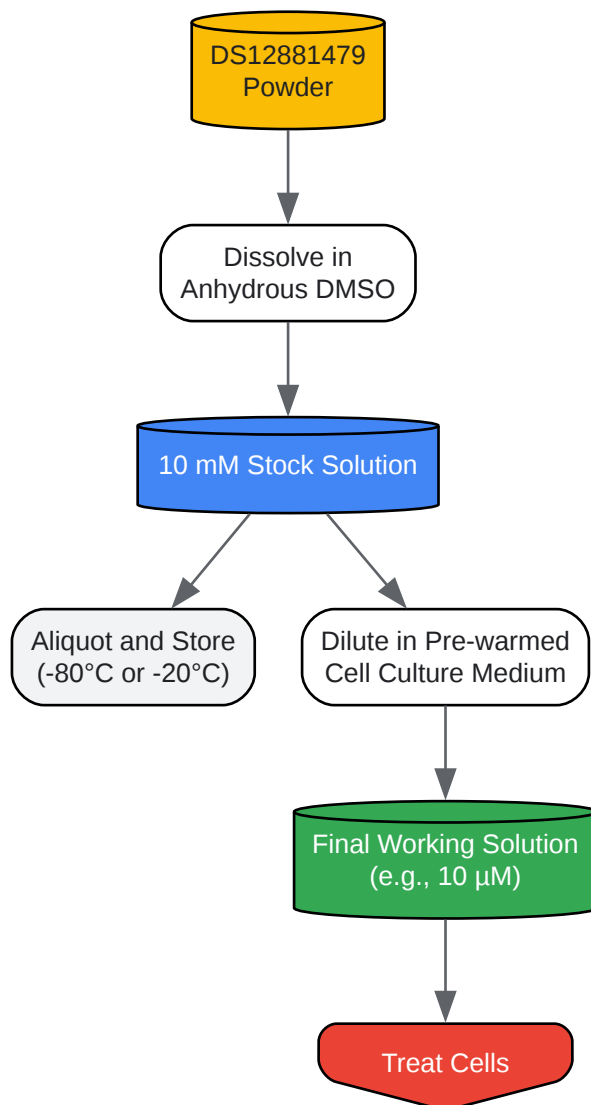 DS12881479
Powder
Dissolve in
Anhydrous DMSO
10 mM Stock Solution
Aliquot and Store
(-80°C or -20°C)
Dilute in Pre-warmed
Cell Culture Medium
Final Working Solution
(e.g., 10 µM)
Treat Cells